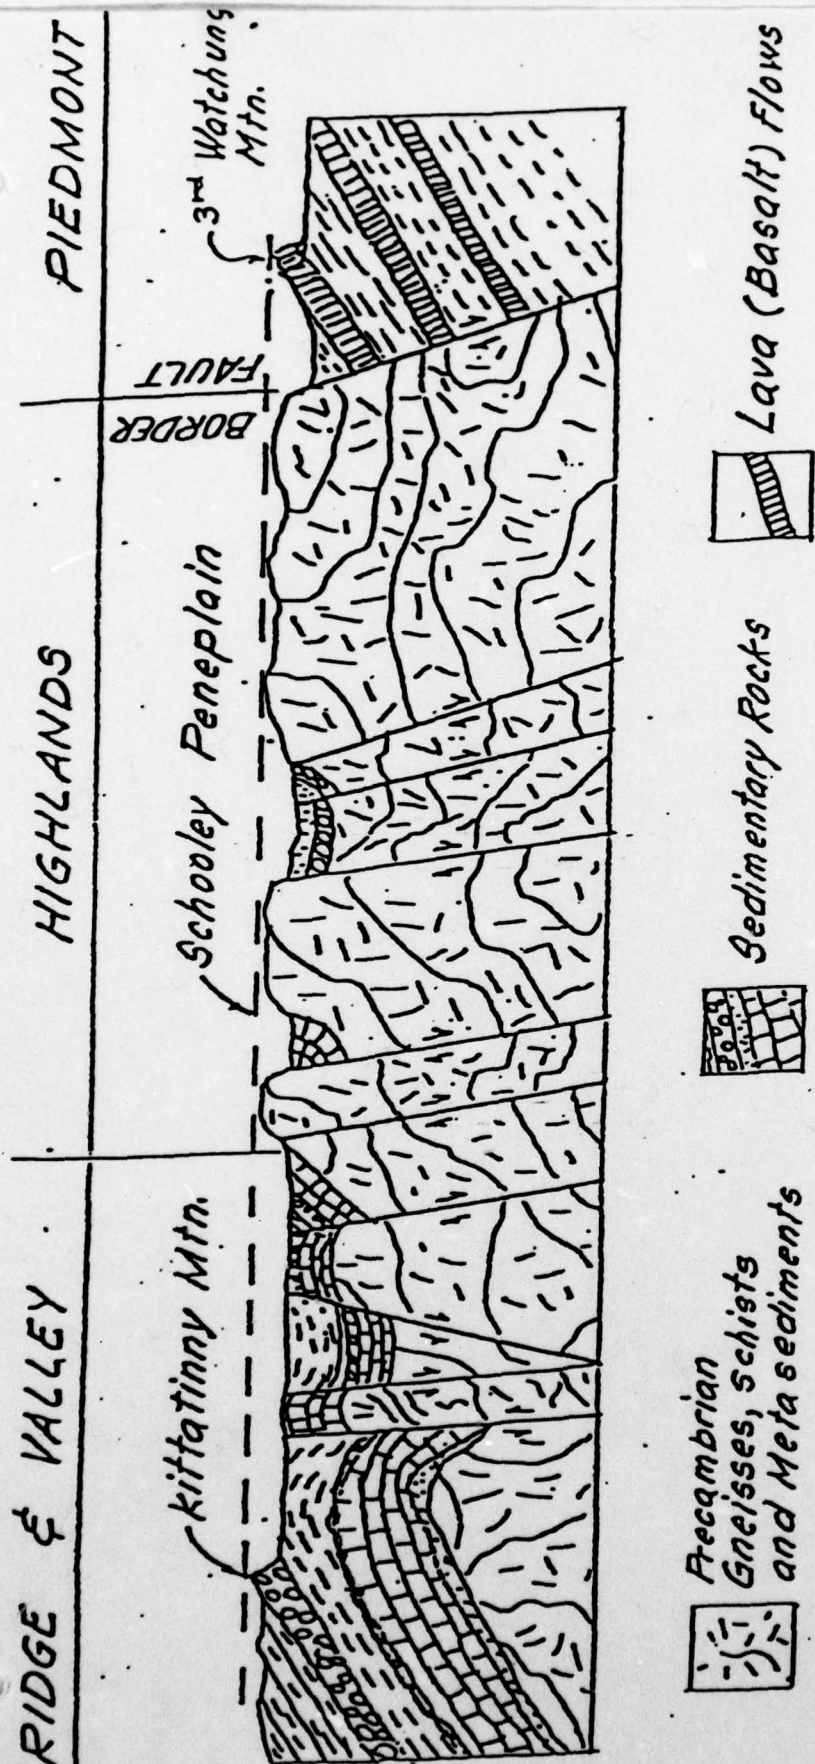 RIDGE & VALLEY
HIGHLANDS
PIEDMONT
Kittatinny Mtn.
Schooley Peneplain
BORDER FAULT
3rd Watchung
Mtn.
Precambrian
Gneisses, schists
and Meta sediments
Sedimentary Rocks
Lava (Basalt) Flows